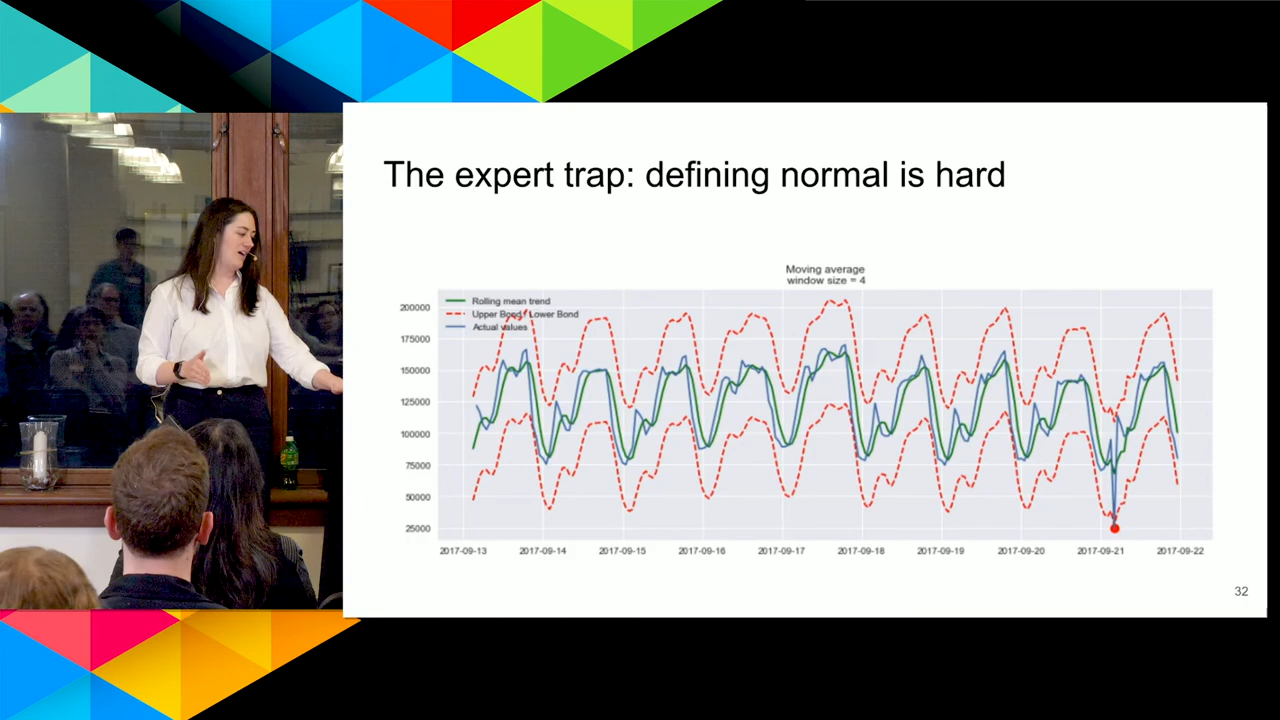 The expert trap: defining normal is hard
Moving average
window size = 4
Rolling mean trend
Upper Bond / Lower Bond
Actual values
200000
175000
150000
125000
100000
75000
50000
25000
2017-09-13 2017-09-14 2017-09-15 2017-09-16 2017-09-17 2017-09-18 2017-09-19 2017-09-20 2017-09-21 2017-09-22
32